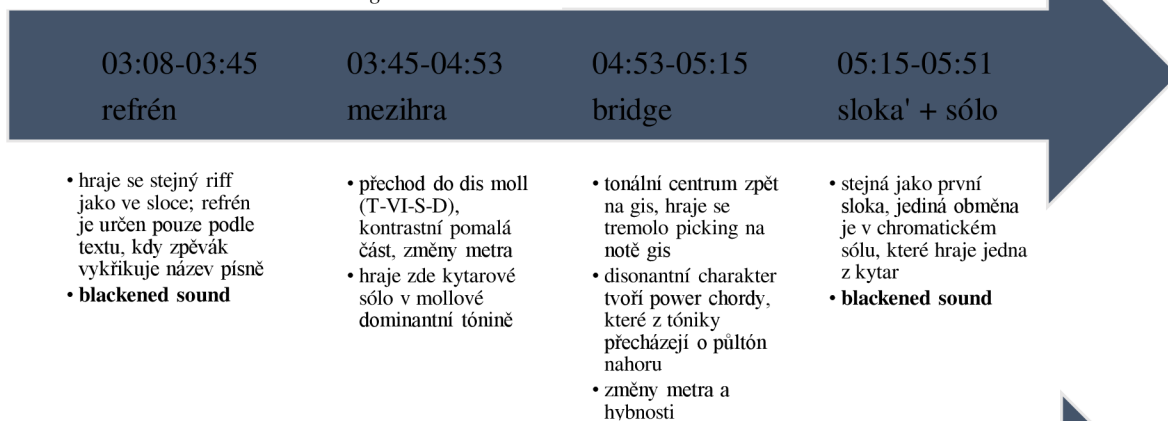 03:08-03:45
refrén
03:45-04:53
mezihra
04:53-05:15
bridge
05:15-05:51
sloka' + sólo
• hraje se stejný riff
jako ve sloce; refrén
je určen pouze podle
textu, kdy zpěvák
vykřikuje název písně
• blackened sound
• přechod do dis moll
(T-VI-S-D),
kontrastní pomalá
část, změny metra
• hraje zde kytarové
sólo v mollové
dominantní tónině
• tonální centrum zpět
na gis, hraje se
tremolo picking na
notě gis
• disonantní charakter
tvoří power chordy,
které z tóniky
přecházejí o půltón
nahoru
• změny metra a
hybnosti
• stejná jako první
sloka, jediná obměna
je v chromatickém
sólu, které hraje jedna
z kytar
• blackened sound